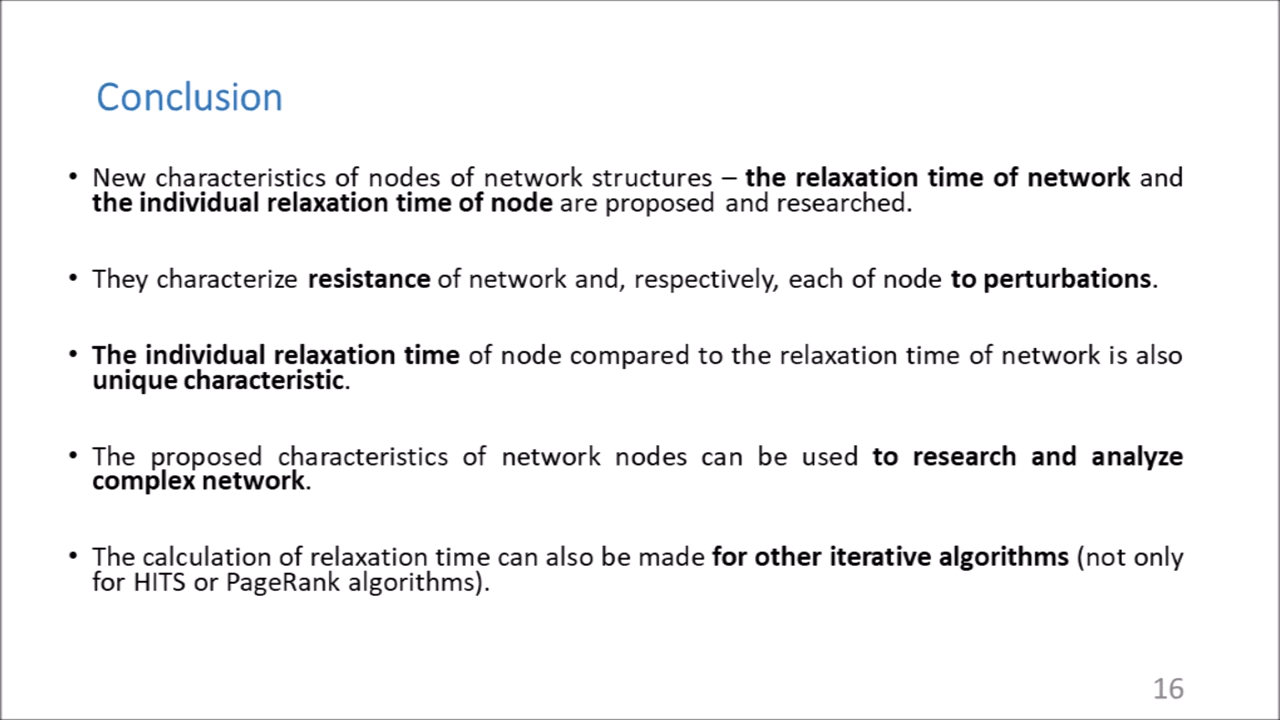 Conclusion
• New characteristics of nodes of network structures – the relaxation time of network and
the individual relaxation time of node are proposed and researched.
• They characterize resistance of network and, respectively, each of node to perturbations.
• The individual relaxation time of node compared to the relaxation time of network is also
unique characteristic.
• The proposed characteristics of network nodes can be used to research and analyze
complex network.
• The calculation of relaxation time can also be made for other iterative algorithms (not only
for HITS or PageRank algorithms).
16